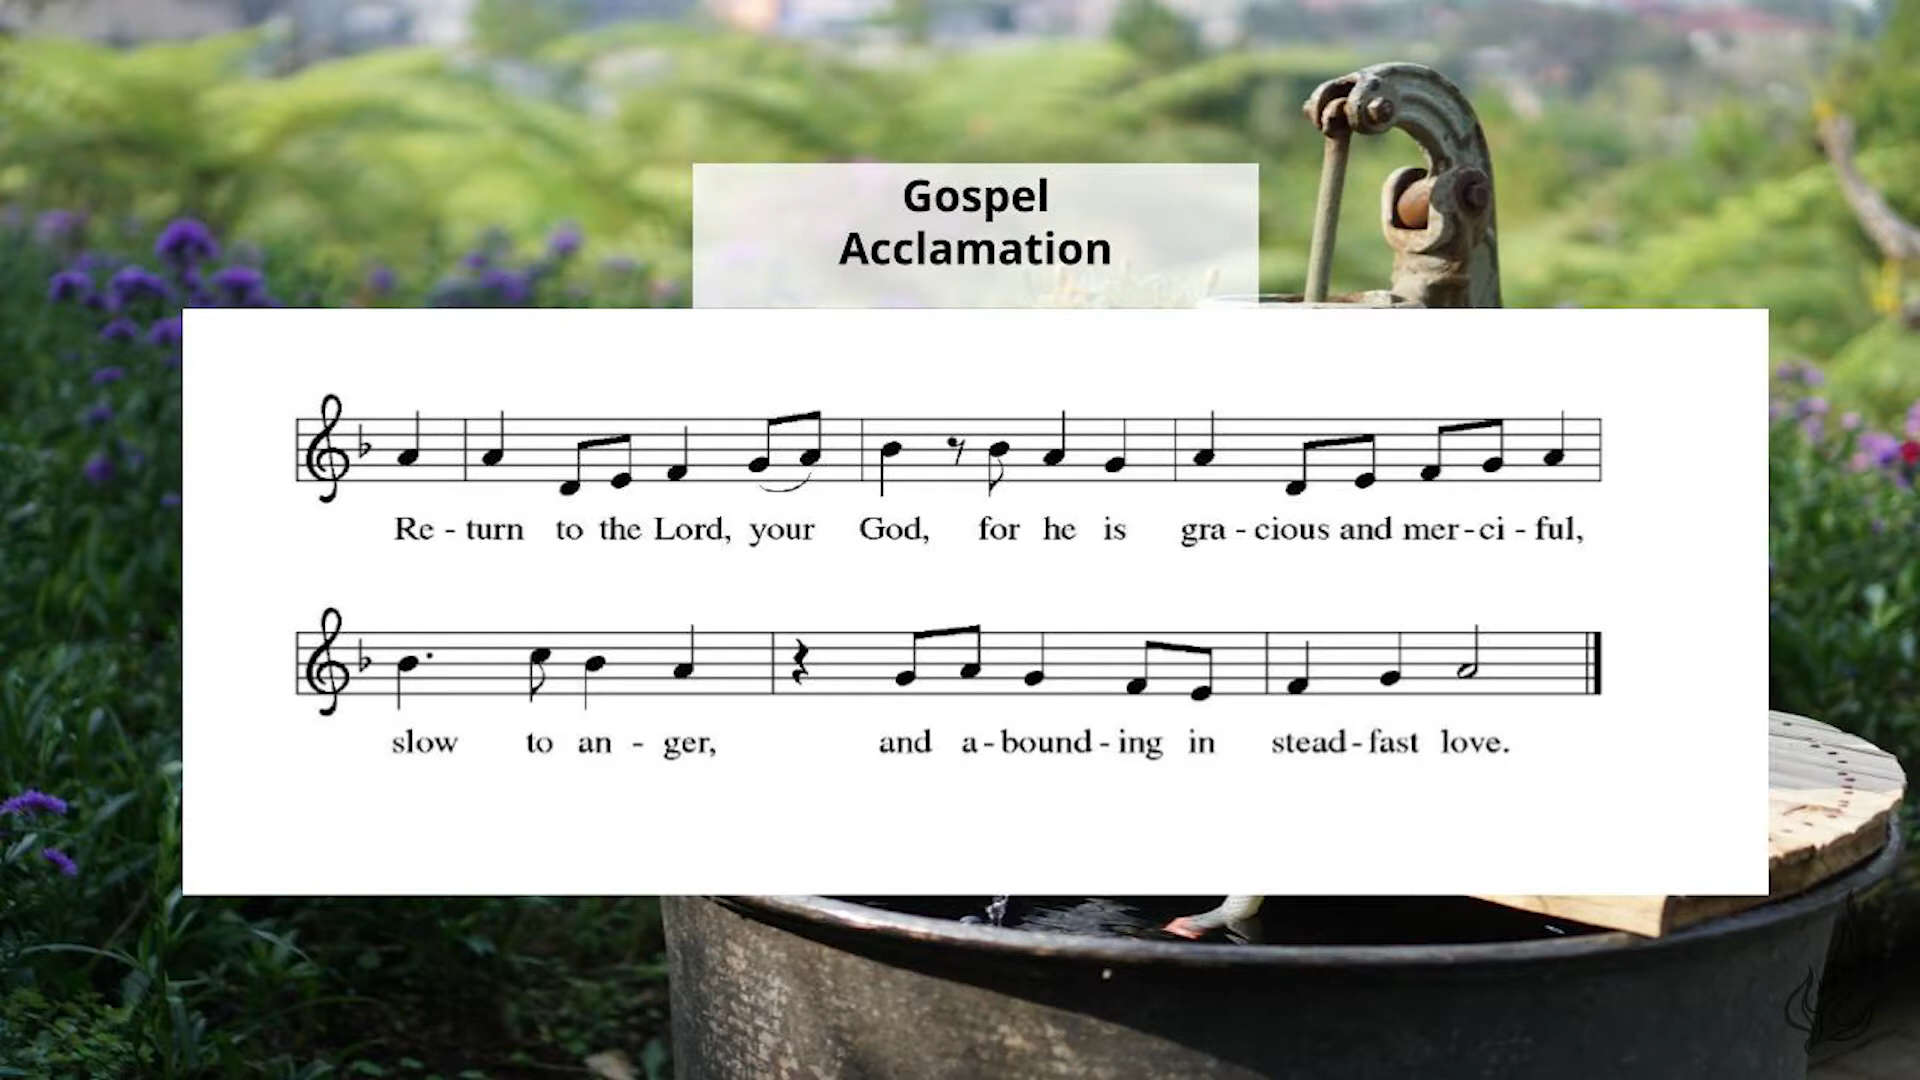 Gospel
Acclamation
Re - turn to the Lord, your God, for he is gra - cious and mer - ci - ful,
slow to an - ger, and a - bound - ing in stead - fast love.